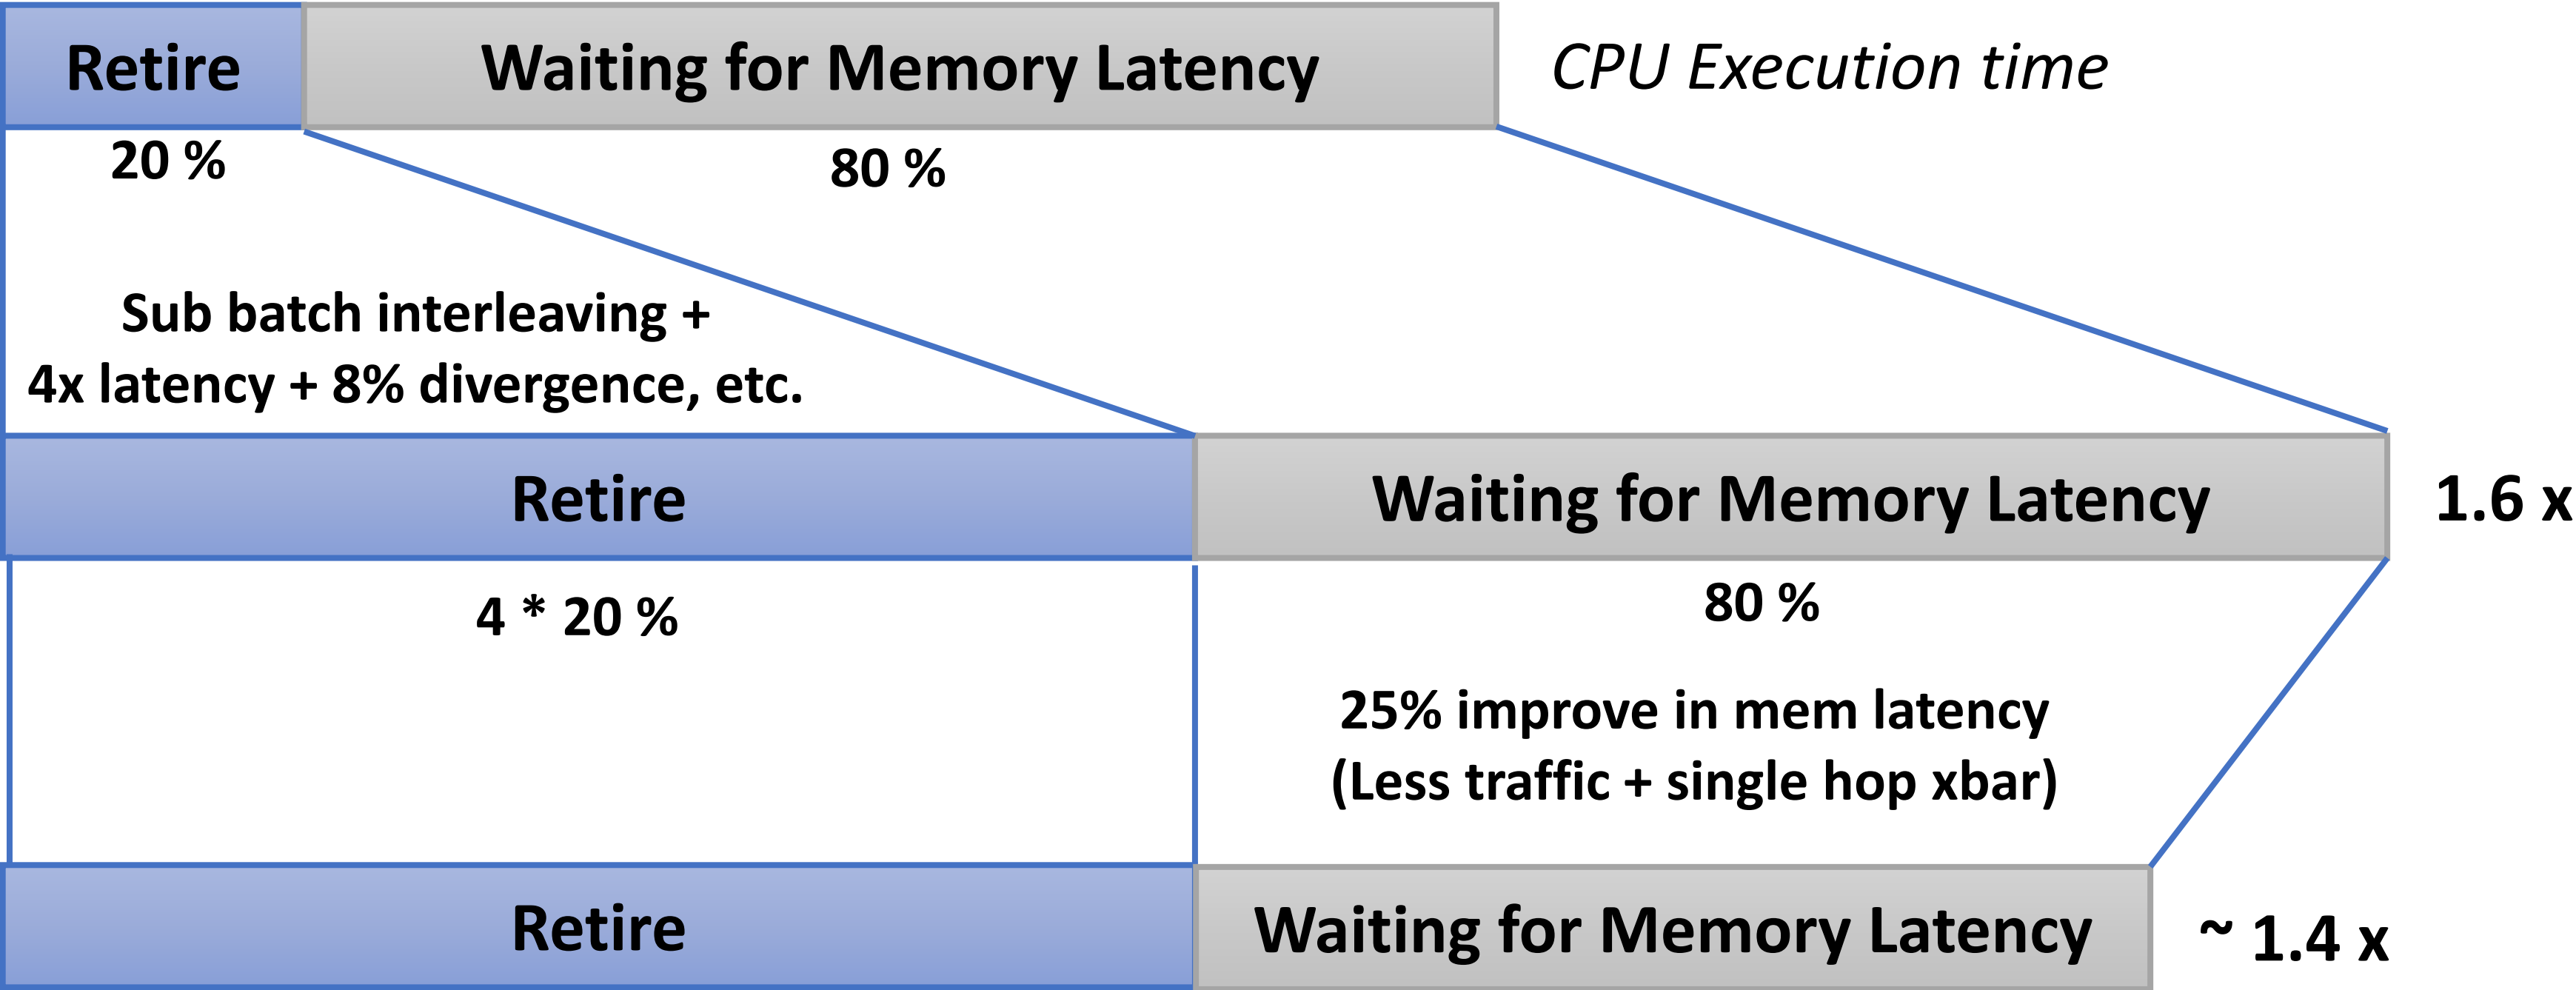 Retire
Waiting for Memory Latency
CPU Execution time
20 %
80 %
Sub batch interleaving +
4x latency + 8% divergence, etc.
Retire
Waiting for Memory Latency
1.6 x
4 * 20 %
80 %
25% improve in mem latency
(Less traffic + single hop xbar)
Retire
Waiting for Memory Latency
~ 1.4 x